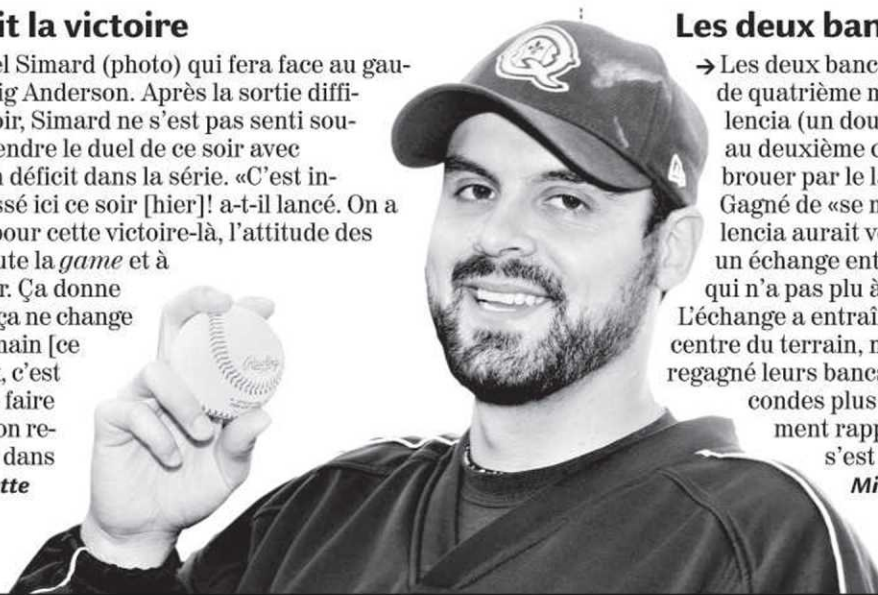 it la victoire
el Simard (photo) qui fera face au gau-
ig Anderson. Après la sortie diffi-
oir, Simard ne s'est pas senti sou-
endre le duel de ce soir avec
déficit dans la série. «C'est in-
ssé ici ce soir [hier]! a-t-il lancé. On a
pour cette victoire-là, l'attitude des
ute la game et à
r. Ça donne
ça ne change
main [ce
, c'est
faire
on re-
dans
tte
Q
Rawlings
Les deux ban
→ Les deux banc
de quatrième m
lencia (un dou
au deuxième c
brouer par le l
Gagné de «se m
lencia aurait v
un échange ent
qui n'a pas plu à
L'échange a entraî
centre du terrain, m
regagné leurs banca
condes plus
ment rapp
s'est
Mi